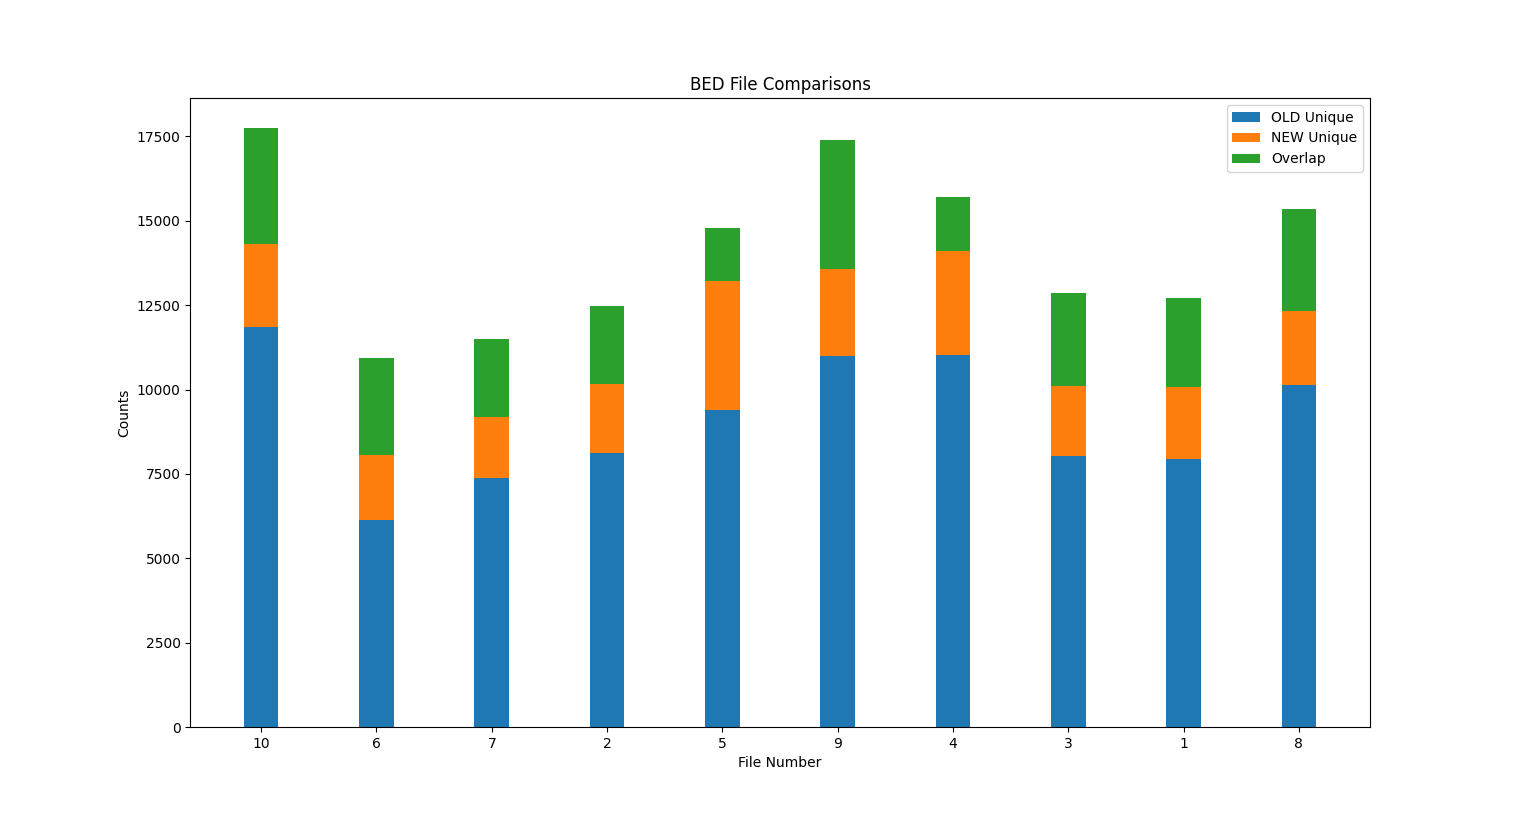 BED File Comparisons
OLD Unique
NEW Unique
Overlap
17500
15000
12500
10000
7500
5000
2500
0
Counts
10 6 7 2 5 9 4 3 1 8
File Number